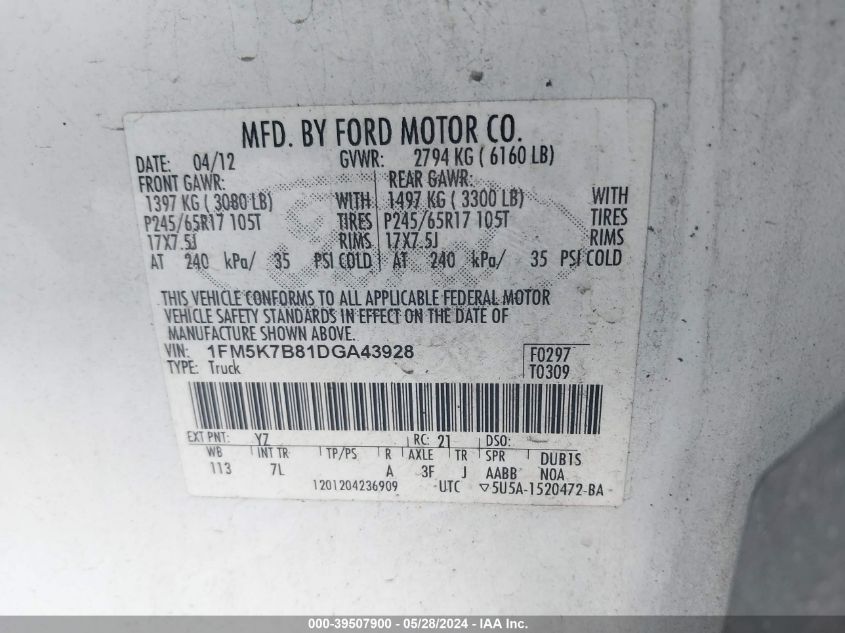 MFD. BY FORD MOTOR CO.
DATE: 04/12 GVWR: 2794 KG ( 6160 LB)
FRONT GAWR: REAR GAWR:
1397 KG ( 3080 LB) WITH 1497 KG ( 3300 LB) WITH
P245/65R17 105T TIRES P245/65R17 105T TIRES
17X7.5J RIMS 17X7.5J RIMS
AT 240 kPa/ 35 PSI COLD AT 240 kPa/ 35 PSI COLD
THIS VEHICLE CONFORMS TO ALL APPLICABLE FEDERAL MOTOR
VEHICLE SAFETY STANDARDS IN EFFECT ON THE DATE OF
MANUFACTURE SHOWN ABOVE.
VIN: 1FM5K7B81DGA43928 F0297
TYPE: Truck T0309
EXT PNT: YZ RC: 21 DSO:
WB INT TR TP/PS R AXLE TR SPR DUBTS
113 7L A 3F J AABB NOA
1201204236909 UTC ▽5U5A-1520472-BA
000-39507900 - 05/28/2024 - IAA Inc.